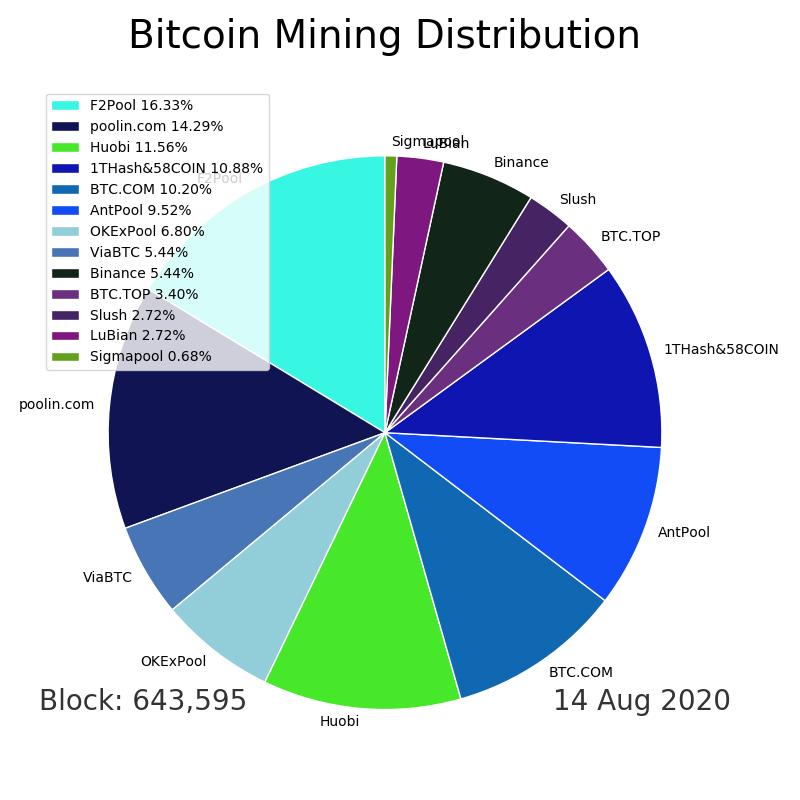 Bitcoin Mining Distribution
F2Pool 16.33%
poolin.com 14.29%
Huobi 11.56%
1THash&58COIN 10.88%
BTC.COM 10.20%
AntPool 9.52%
OKExPool 6.80%
ViaBTC 5.44%
Binance 5.44%
BTC.TOP 3.40%
Slush 2.72%
LuBian 2.72%
Sigmapool 0.68%
Sigmapool
LuBian
Binance
F2Pool
Slush
BTC.TOP
1THash&58COIN
poolin.com
AntPool
ViaBTC
OKExPool
BTC.COM
Block: 643,595
14 Aug 2020
Huobi